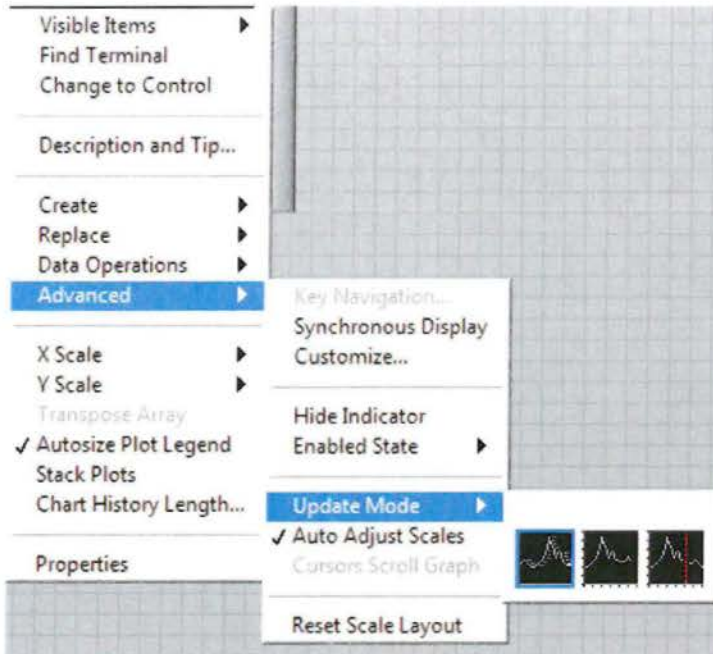 Visible Items
Find Terminal
Change to Control
Description and Tip...
Create
Replace
Data Operations
Advanced
X Scale
Y Scale
Transpose Array
✓ Autosize Plot Legend
Stack Plots
Chart History Length...
Properties
Key Navigation...
Synchronous Display
Customize...
Hide Indicator
Enabled State
Update Mode
✓ Auto Adjust Scales
Cursors Scroll Graph
Reset Scale Layout